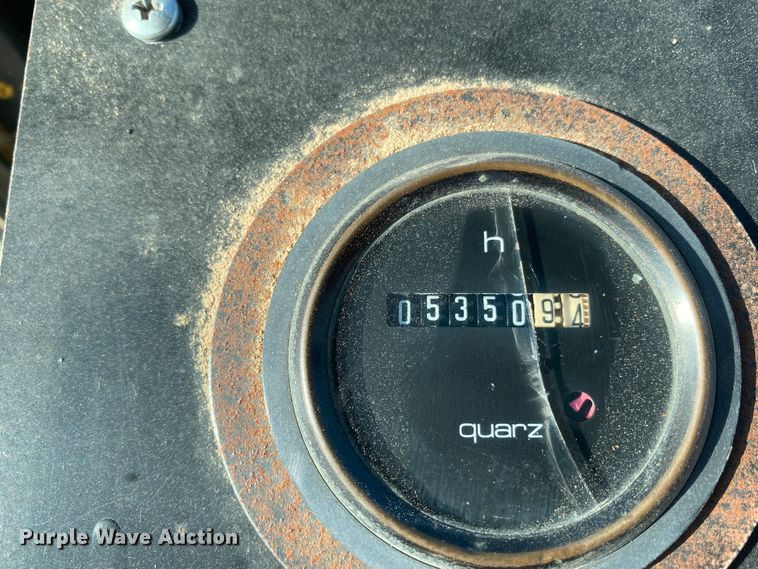 h
0535094
quarz
Purple Wave Auction